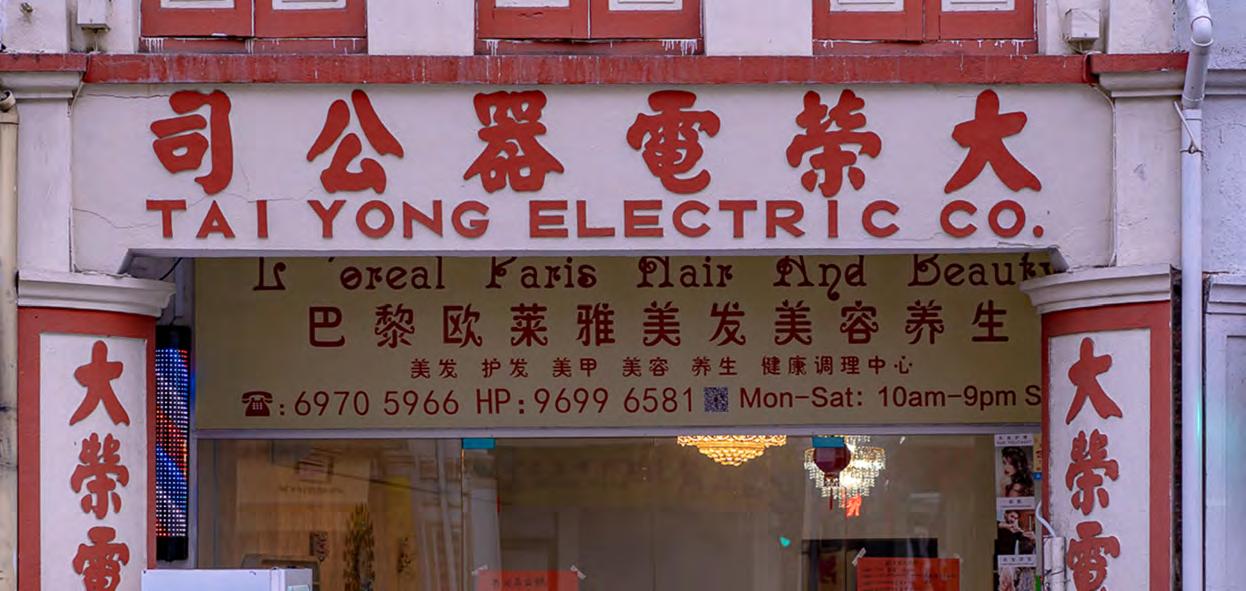 大榮電器公司
TAI YONG ELECTRIC CO.
L'oreal Paris Hair And Beauty
巴黎欧莱雅美发美容养生
美发 护发 美甲 美容 养生 健康调理中心
☎:6970 5966 HP:9699 6581 Mon-Sat: 10am-9pm S
大榮電
大榮電